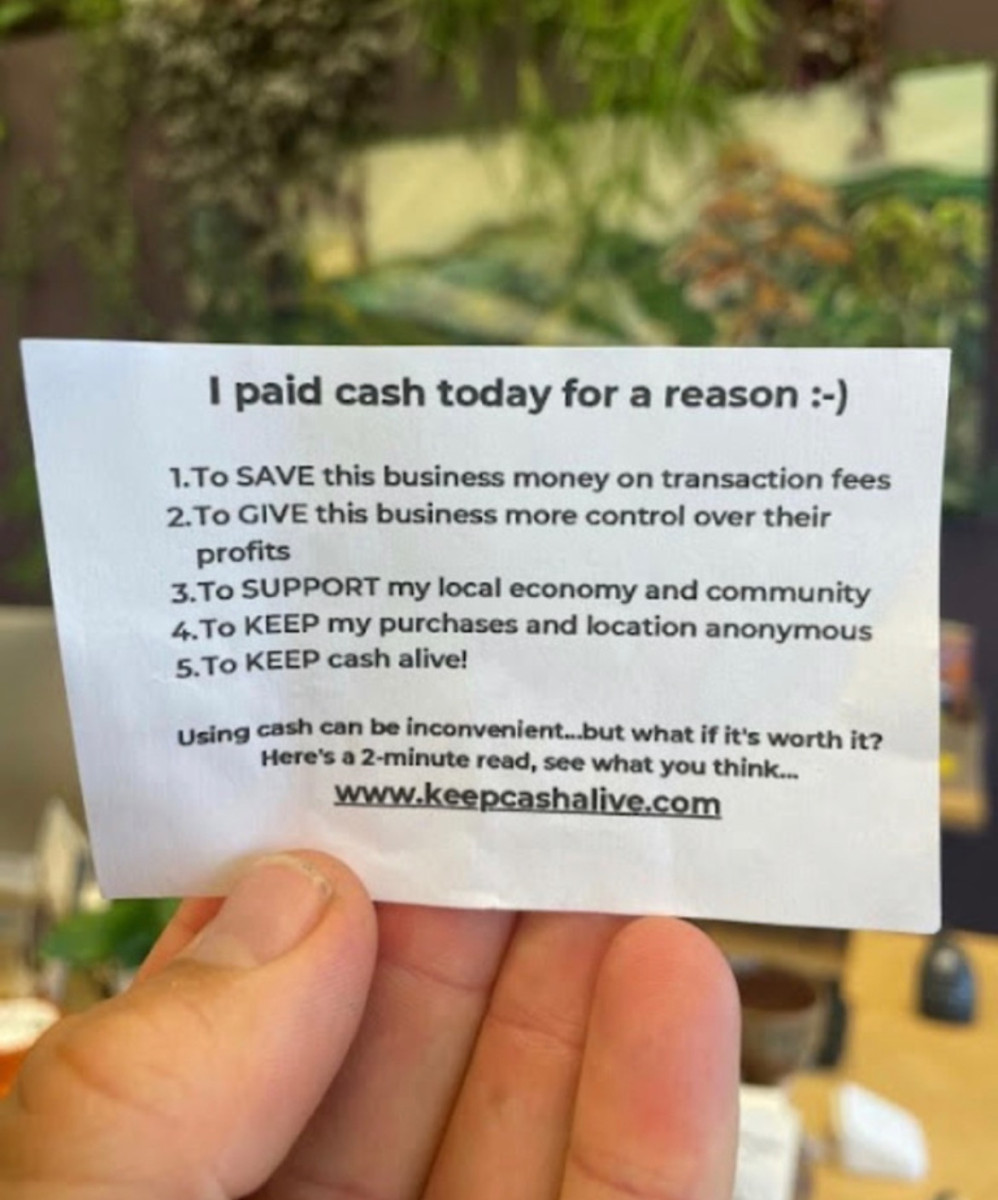 I paid cash today for a reason :-)
1.To SAVE this business money on transaction fees
2.To GIVE this business more control over their
profits
3.To SUPPORT my local economy and community
4.To KEEP my purchases and location anonymous
5.To KEEP cash alive!
Using cash can be inconvenient...but what if it's worth it?
Here's a 2-minute read, see what you think...
www.keepcashalive.com